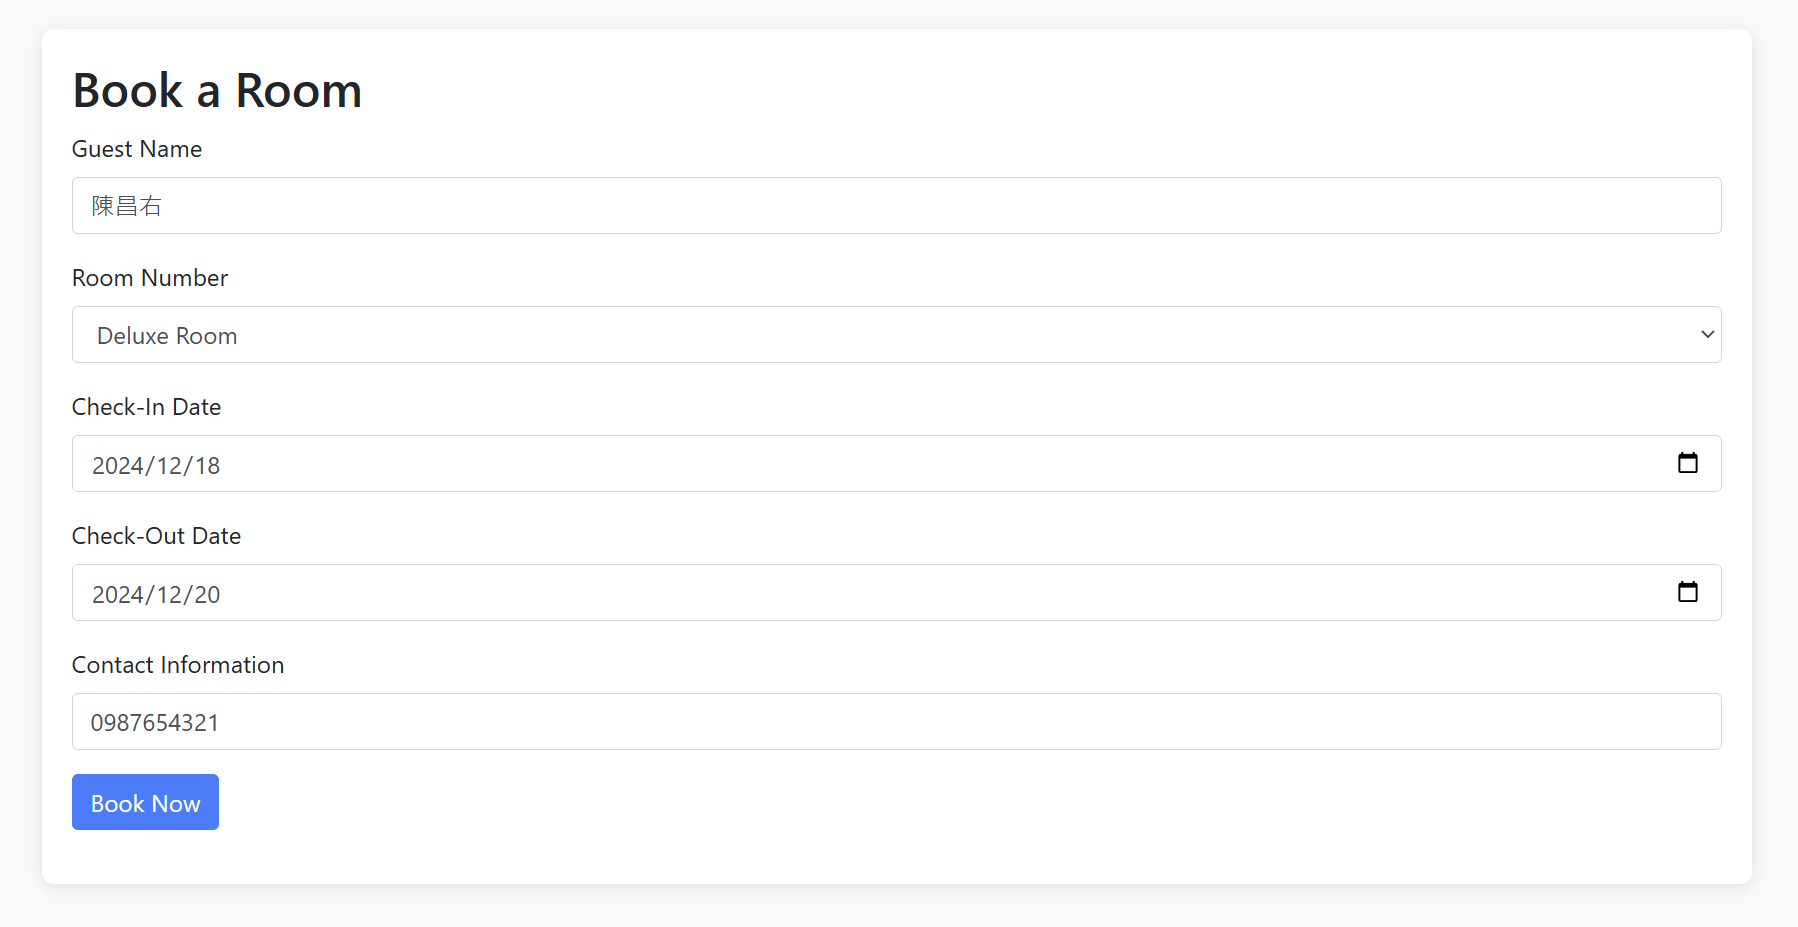 Book a Room
Guest Name
陳昌右
Room Number
Deluxe Room
Check-In Date
2024/12/18
Check-Out Date
2024/12/20
Contact Information
0987654321
Book Now